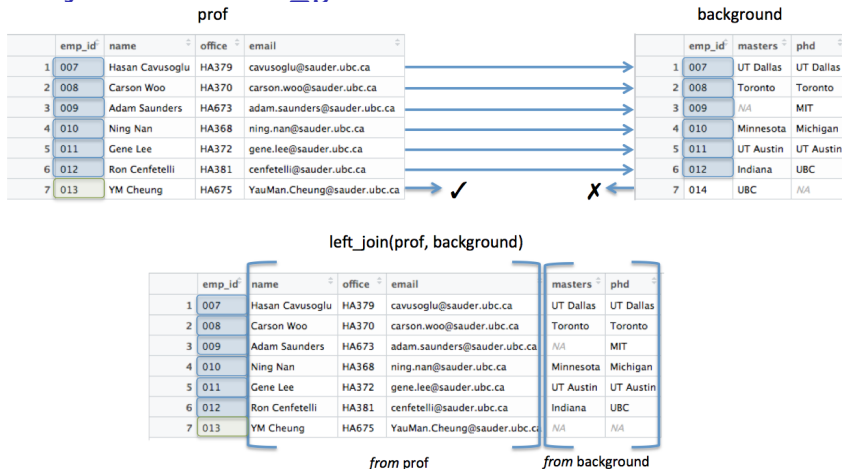 prof
background
emp_id name office email
emp_id masters phd
1 007 Hasan Cavusoglu HA379 cavusoglu@sauder.ubc.ca
1 007 UT Dallas UT Dallas
2 008 Carson Woo HA370 carson.woo@sauder.ubc.ca
2 008 Toronto Toronto
3 009 Adam Saunders HA673 adam.saunders@sauder.ubc.ca
3 009 NA MIT
4 010 Ning Nan HA368 ning.nan@sauder.ubc.ca
4 010 Minnesota Michigan
5 011 Gene Lee HA372 gene.lee@sauder.ubc.ca
5 011 UT Austin UT Austin
6 012 Ron Cenfetelli HA381 cenfetelli@sauder.ubc.ca
6 012 Indiana UBC
7 013 YM Cheung HA675 YauMan.Cheung@sauder.ubc.ca ✓
✗ 7 014 UBC NA
left_join(prof, background)
emp_id name office email masters phd
1 007 Hasan Cavusoglu HA379 cavusoglu@sauder.ubc.ca UT Dallas UT Dallas
2 008 Carson Woo HA370 carson.woo@sauder.ubc.ca Toronto Toronto
3 009 Adam Saunders HA673 adam.saunders@sauder.ubc.ca NA MIT
4 010 Ning Nan HA368 ning.nan@sauder.ubc.ca Minnesota Michigan
5 011 Gene Lee HA372 gene.lee@sauder.ubc.ca UT Austin UT Austin
6 012 Ron Cenfetelli HA381 cenfetelli@sauder.ubc.ca Indiana UBC
7 013 YM Cheung HA675 YauMan.Cheung@sauder.ubc.ca NA NA
from prof
from background